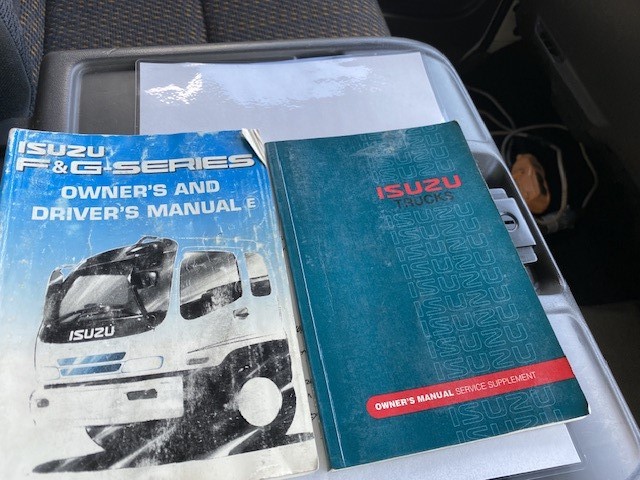 ISUZU
F&G-SERIES
OWNER'S AND
DRIVER'S MANUAL E
ISUZU
ISUZU
TRUCKS
OWNER'S MANUAL SERVICE SUPPLEMENT